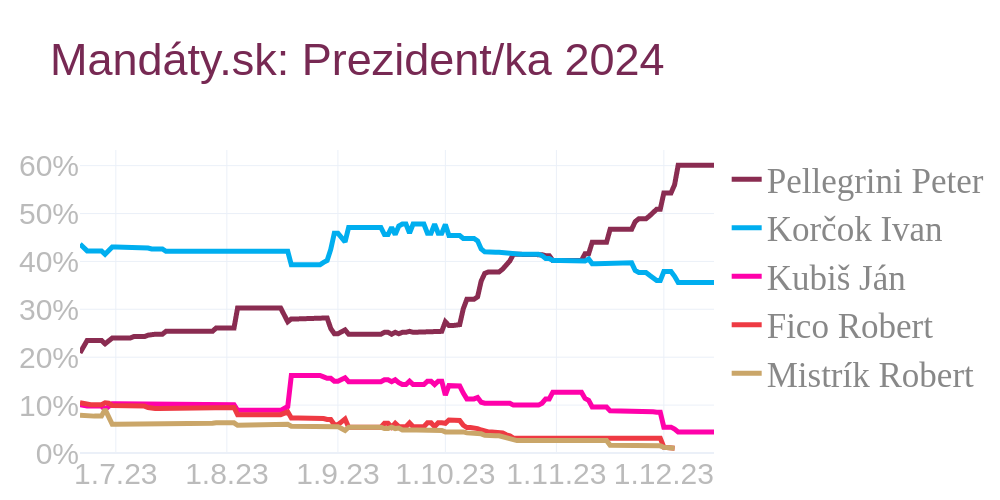 Mandáty.sk: Prezident/ka 2024
60%
50%
40%
30%
20%
10%
0%
1.7.23 1.8.23 1.9.23 1.10.23 1.11.23 1.12.23
Pellegrini Peter
Korčok Ivan
Kubiš Ján
Fico Robert
Mistrík Robert